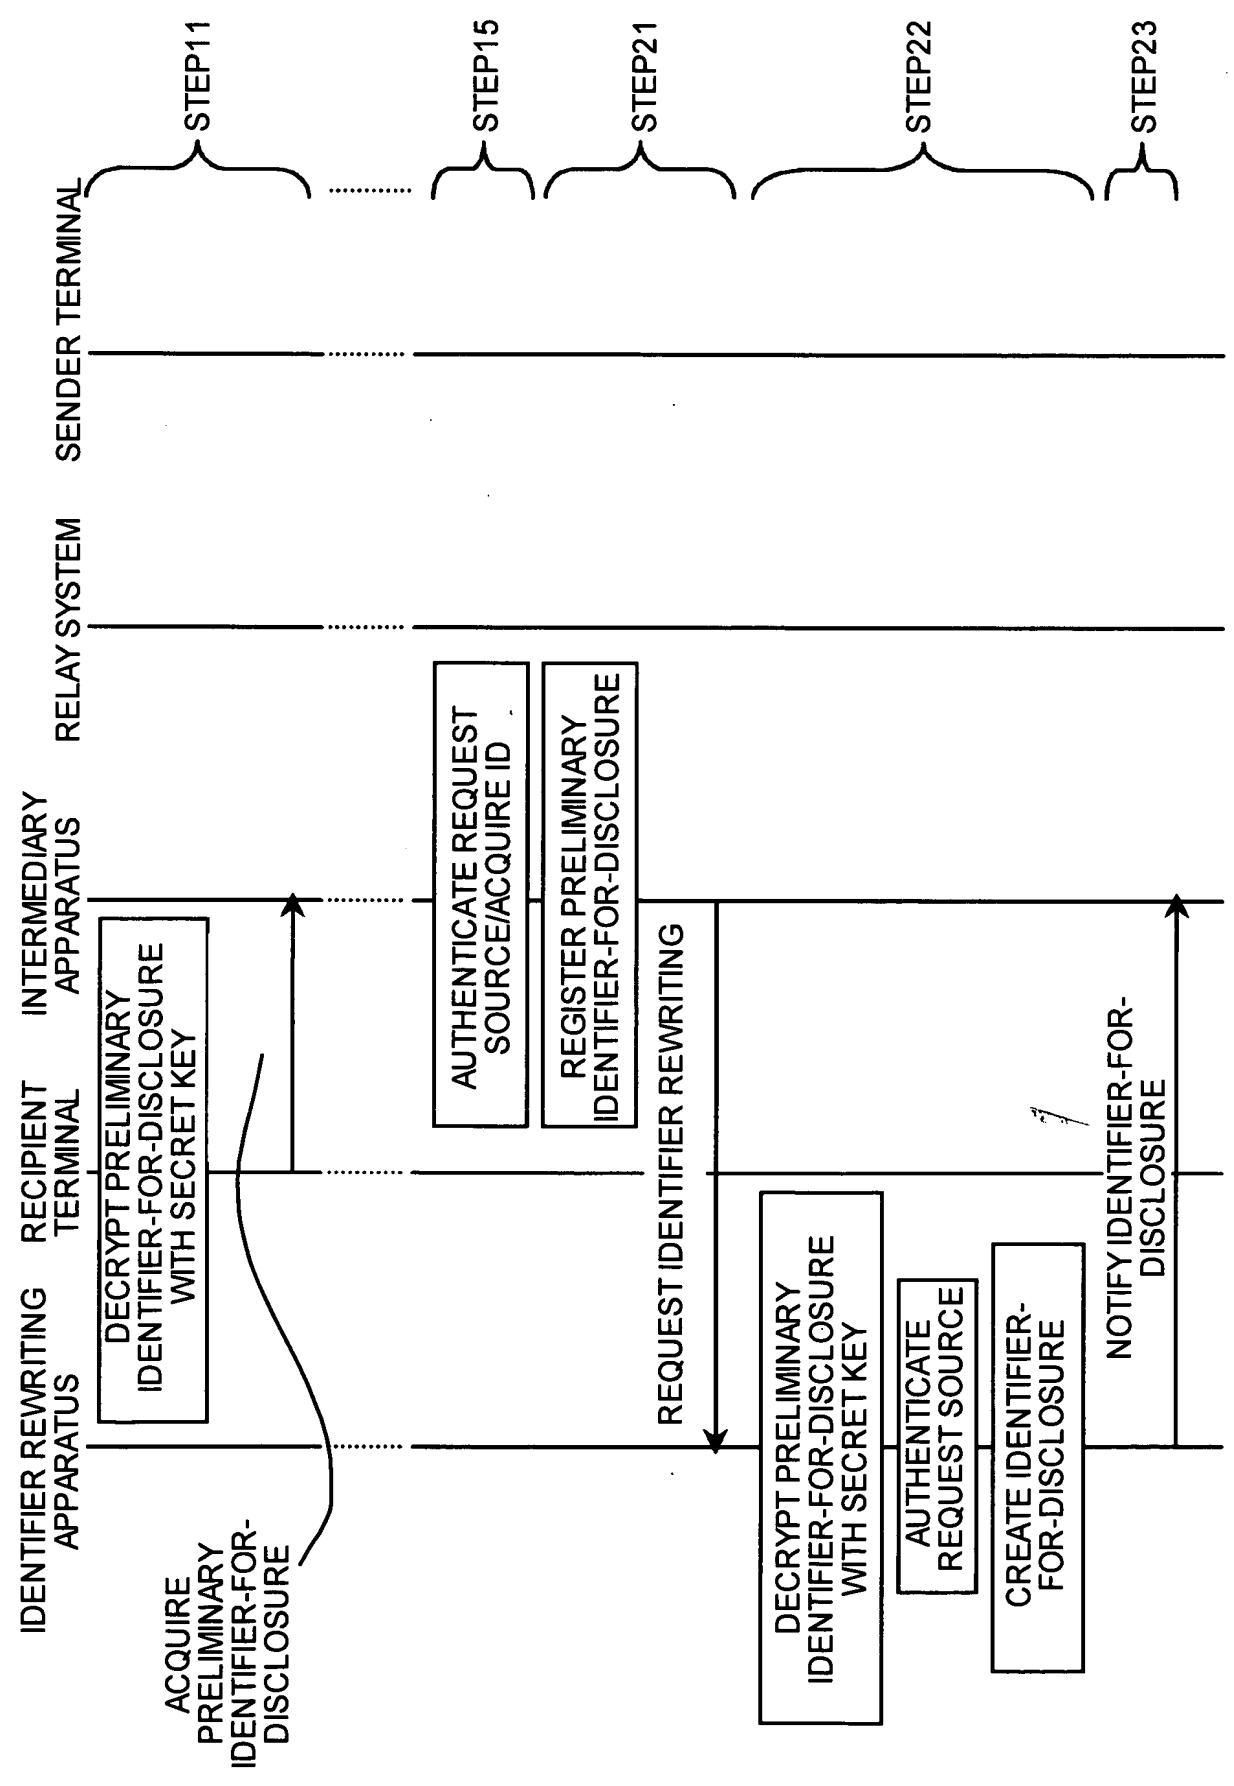 IDENTIFIER REWRITING
APPARATUS
RECIPIENT
TERMINAL
INTERMEDIARY
APPARATUS
RELAY SYSTEM
SENDER TERMINAL
DECRYPT PRELIMINARY
IDENTIFIER-FOR-DISCLOSURE
WITH SECRET KEY
STEP11
ACQUIRE
PRELIMINARY
IDENTIFIER-FOR-
DISCLOSURE
AUTHENTICATE REQUEST
SOURCE/ACQUIRE ID
STEP15
REGISTER PRELIMINARY
IDENTIFIER-FOR-DISCLOSURE
STEP21
REQUEST IDENTIFIER REWRITING
DECRYPT PRELIMINARY
IDENTIFIER-FOR-DISCLOSURE
WITH SECRET KEY
STEP22
AUTHENTICATE
REQUEST SOURCE
CREATE IDENTIFIER-
FOR-DISCLOSURE
NOTIFY IDENTIFIER-FOR-
DISCLOSURE
STEP23